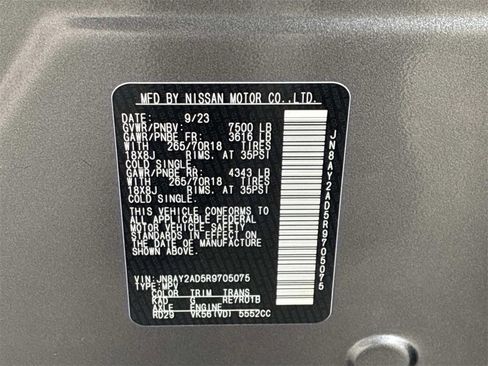 MFD BY NISSAN MOTOR CO.,LTD.
DATE: 9/23
GVWR/PNBV: 7500 LB
GAWR/PNBE FR: 3616 LB
WITH 265/70R18 TIRES
18X8J RIMS. AT 35PSI
COLD SINGLE.
GAWR/PNBE RR: 4343 LB
WITH 265/70R18 TIRES
18X8J RIMS. AT 35PSI
COLD SINGLE.
THIS VEHICLE CONFORMS TO
ALL APPLICABLE FEDERAL
MOTOR VEHICLE SAFETY
STANDARDS IN EFFECT ON
THE DATE OF MANUFACTURE
SHOWN ABOVE.
VIN: JN8AY2AD5R9705075
TYPE: MPV
COLOR TRIM TRANS
KAD G RE7R01B
AXLE ENGINE
RD29 VK56(VD) 5552CC
JN8AY2AD5R9705075